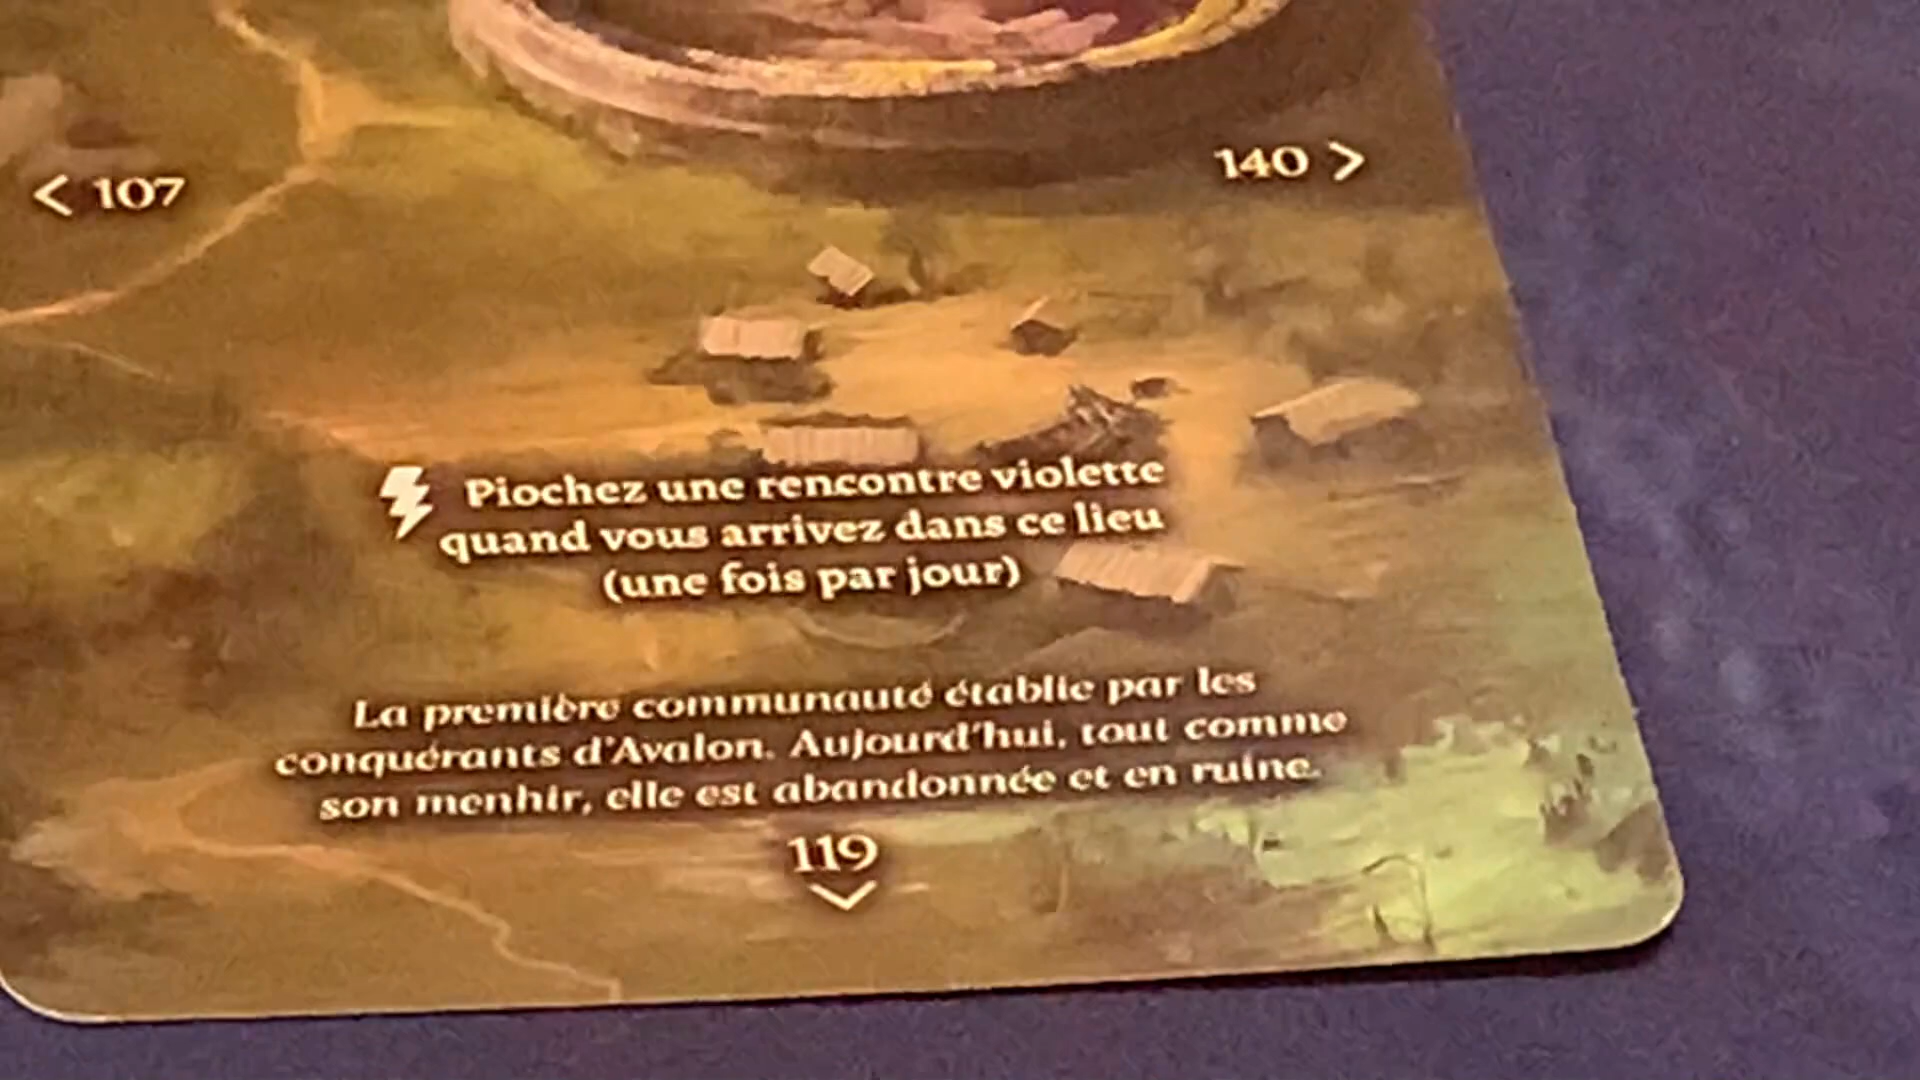 < 107
140 >
Piochez une rencontre violette
quand vous arrivez dans ce lieu
(une fois par jour)
La première communauté établie par les
conquérants d'Avalon. Aujourd'hui, tout comme
son menhir, elle est abandonnée et en ruine.
119